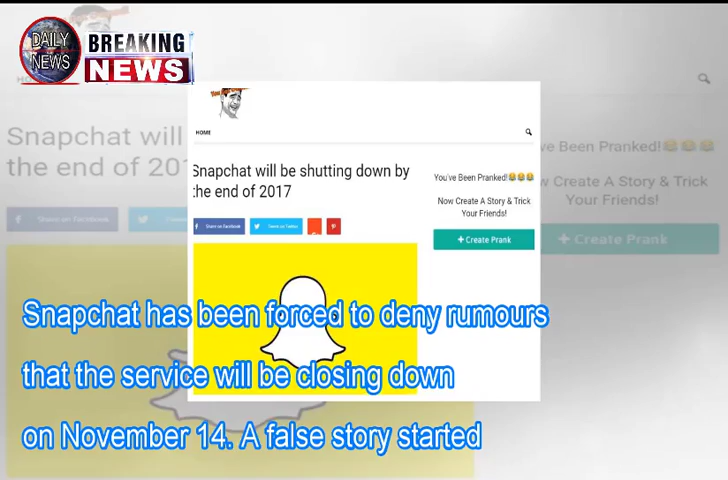 DAILY
NEWS
BREAKING
NEWS
HOME
Snapchat will be shutting down by
the end of 2017
Share on Facebook
Tweet on Twitter
You've Been Pranked!😂😂😂
Now Create A Story & Trick
Your Friends!
+ Create Prank
Snapchat will
the end of 201
Share on Facebook
ve Been Pranked!😂😂😂
w Create A Story & Trick
Your Friends!
+ Create Prank
Snapchat has been forced to deny rumours
that the service will be closing down
on November 14. A false story started